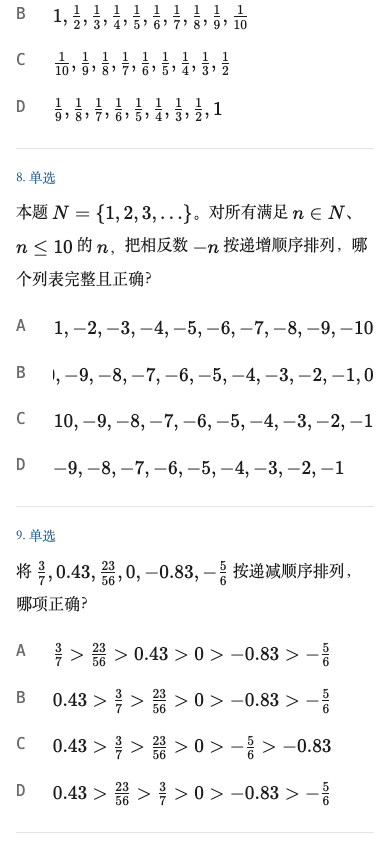 B 1, 1/2, 1/3, 1/4, 1/5, 1/6, 1/7, 1/8, 1/9, 1/10
C 1/10, 1/9, 1/8, 1/7, 1/6, 1/5, 1/4, 1/3, 1/2
D 1/9, 1/8, 1/7, 1/6, 1/5, 1/4, 1/3, 1/2, 1
8. 单选
本题 N = {1, 2, 3, ...}。对所有满足 n ∈ N、
n ≤ 10 的 n，把相反数 −n 按递增顺序排列，哪
个列表完整且正确？
A 1, −2, −3, −4, −5, −6, −7, −8, −9, −10
B , −9, −8, −7, −6, −5, −4, −3, −2, −1, 0
C 10, −9, −8, −7, −6, −5, −4, −3, −2, −1
D −9, −8, −7, −6, −5, −4, −3, −2, −1
9. 单选
将 3/7, 0.43, 23/56, 0, −0.83, −5/6 按递减顺序排列，
哪项正确？
A 3/7 > 23/56 > 0.43 > 0 > −0.83 > −5/6
B 0.43 > 3/7 > 23/56 > 0 > −0.83 > −5/6
C 0.43 > 3/7 > 23/56 > 0 > −5/6 > −0.83
D 0.43 > 23/56 > 3/7 > 0 > −0.83 > −5/6